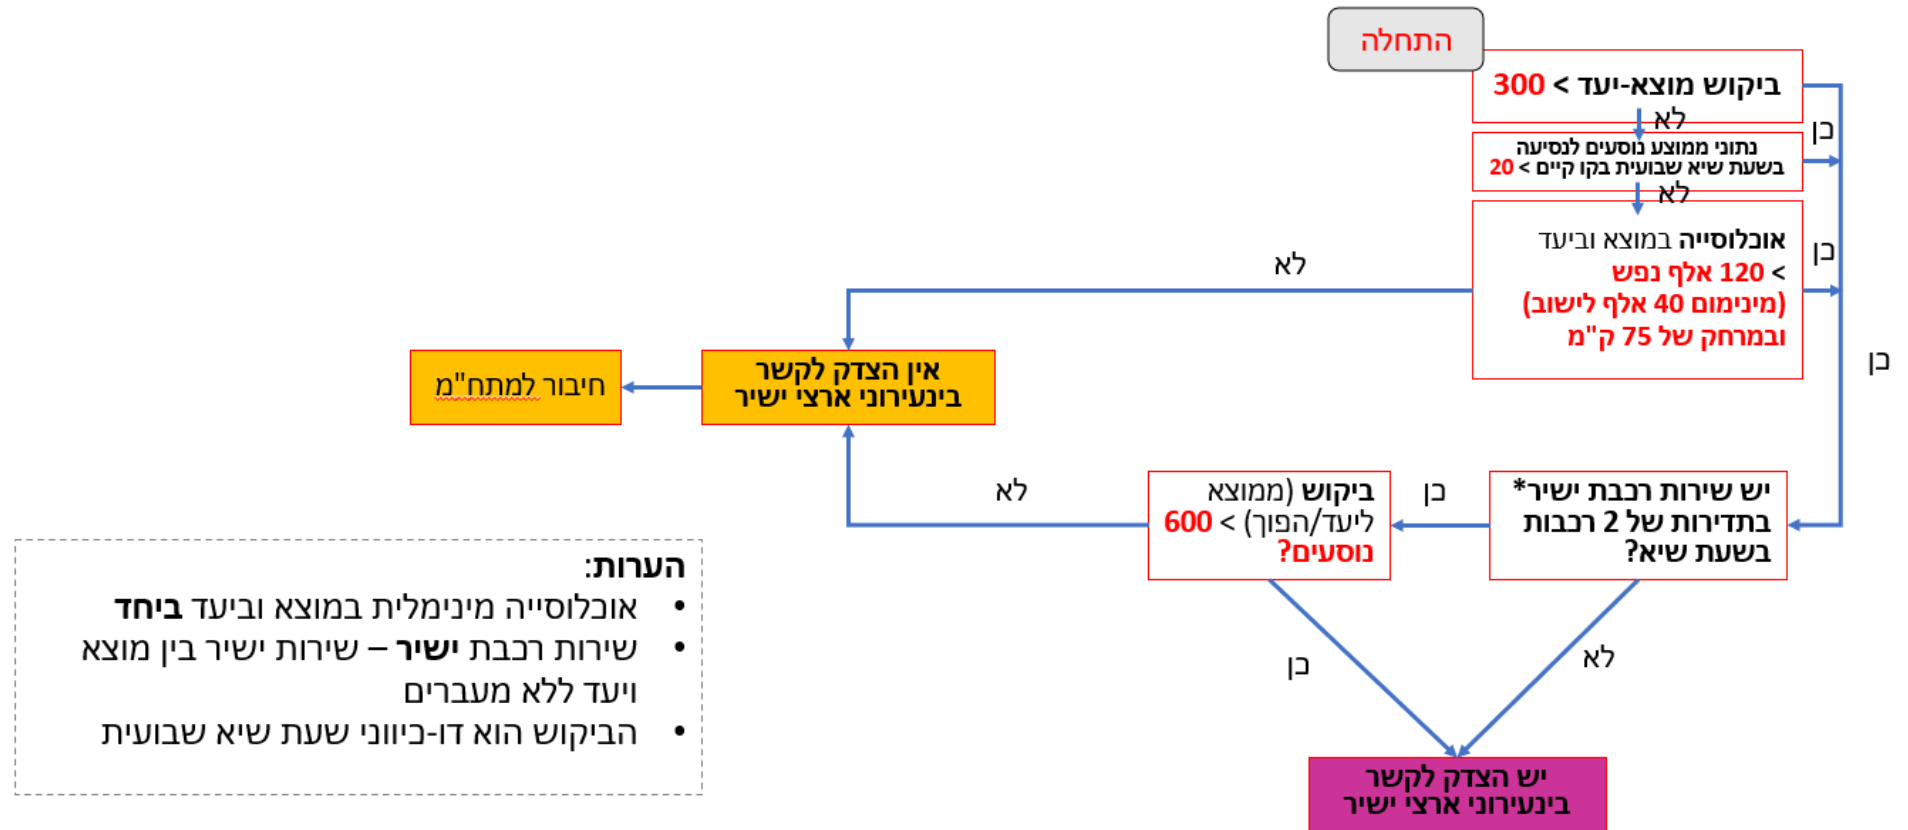 התחלה
ביקוש מוצא-יעד > 300
לא
כן
נתוני ממוצע נוסעים לנסיעה
בשעת שיא שבועית בקו קיים > 20
לא
אוכלוסייה במוצא וביעד
> 120 אלף נפש
(מינימום 40 אלף לישוב)
ובמרחק של 75 ק"מ
כן
לא
כן
אין הצדק לקשר
בינעירוני ארצי ישיר
חיבור למתח"מ
יש שירות רכבת ישיר*
בתדירות של 2 רכבות
בשעת שיא?
כן
ביקוש (ממוצא
ליעד/הפוך) > 600
נוסעים?
לא
כן
לא
יש הצדק לקשר
בינעירוני ארצי ישיר
הערות:
• אוכלוסייה מינימלית במוצא וביעד ביחד
• שירות רכבת ישיר – שירות ישיר בין מוצא
ויעד ללא מעברים
• הביקוש הוא דו-כיווני שעת שיא שבועית